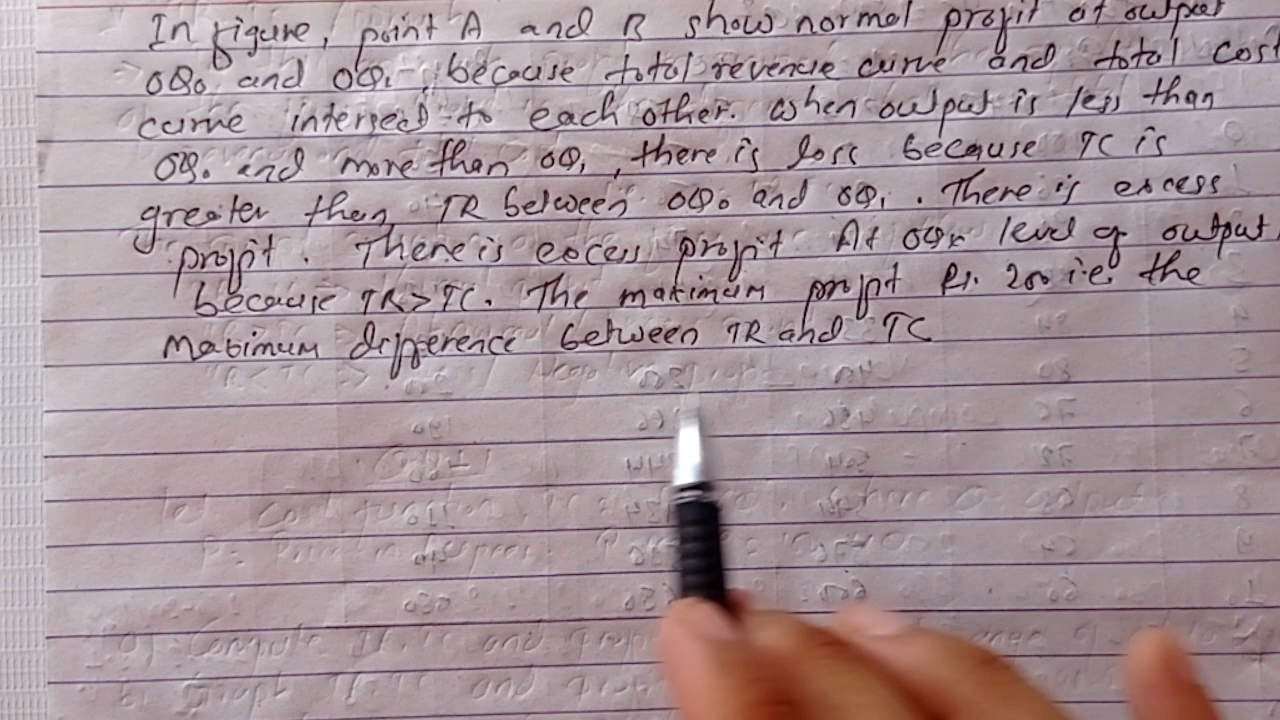 In figure, point A and B show normal profit at output
OQ₀ and OQ₁, because total revenue curve and total cost
curve intersect to each other. When output is less than
OQ₀ and more than OQ₁, there is loss because TC is
greater then TR between OQ₀ and OQ₁. There is excess
profit. There is excess profit At level of output
because TR>TC. The maximum profit Rs. 200 i.e the
maximum difference between TR and TC